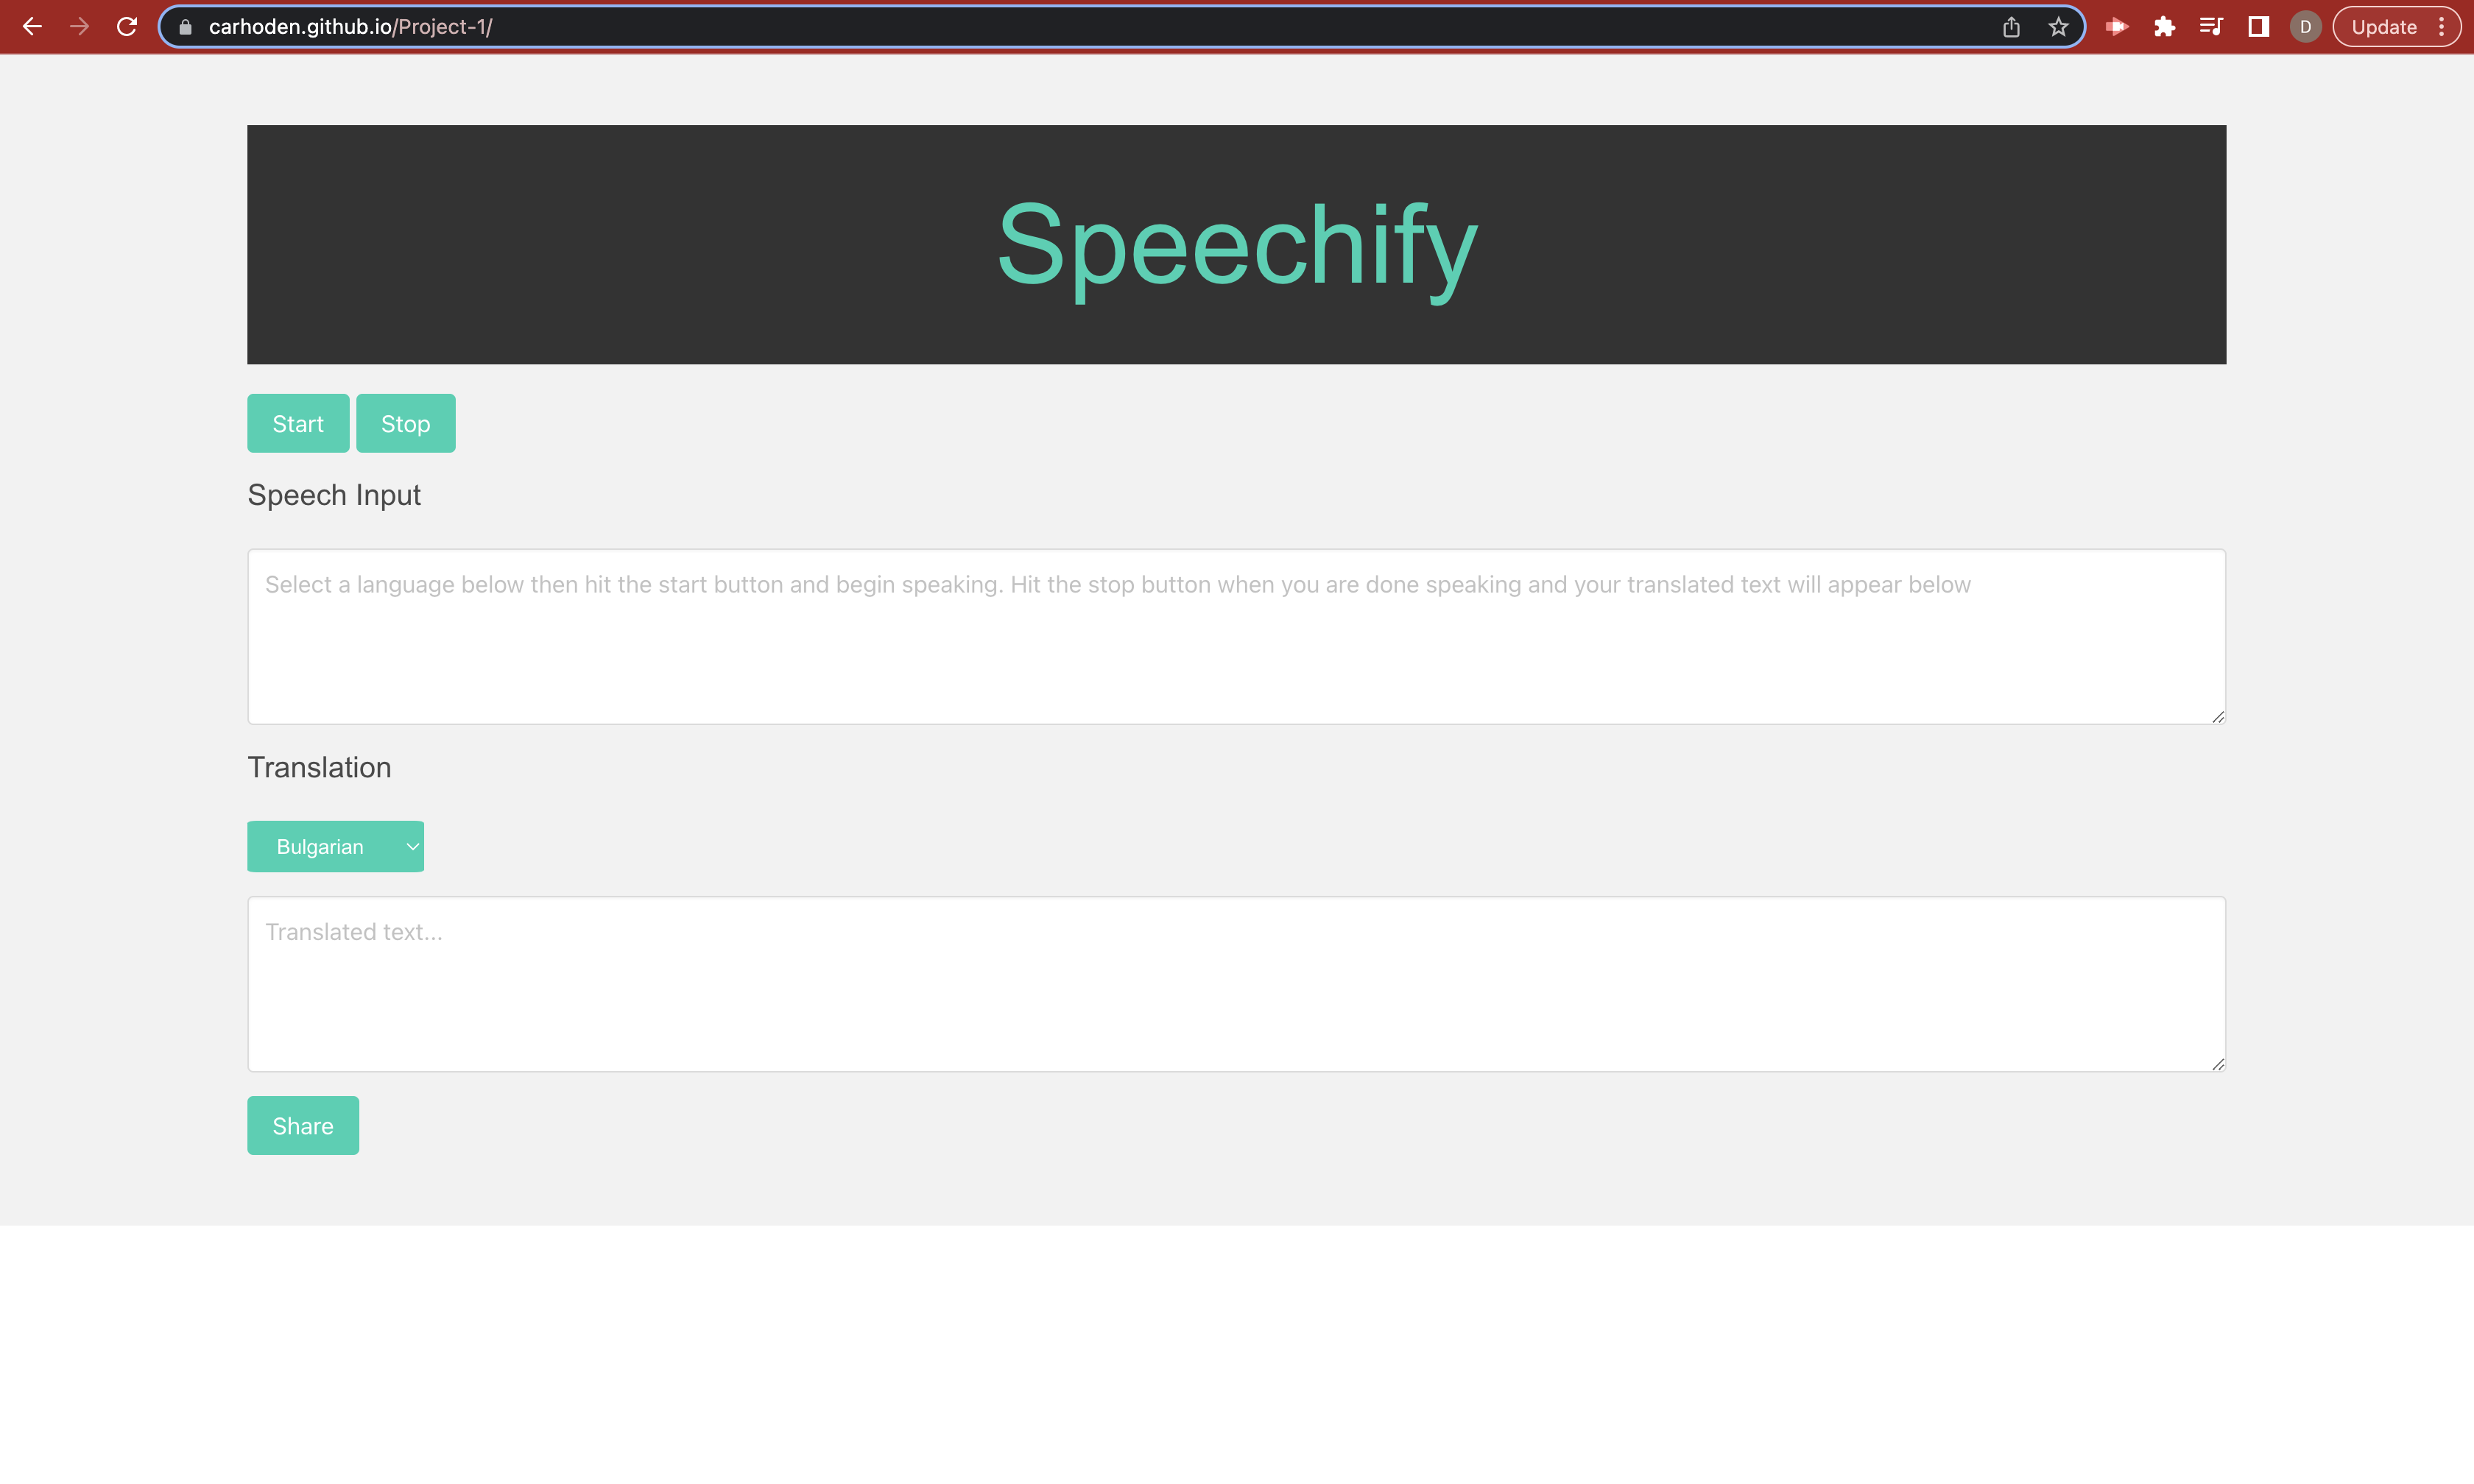 carhoden.github.io/Project-1/
D
Update
Speechify
Start
Stop
Speech Input
Select a language below then hit the start button and begin speaking. Hit the stop button when you are done speaking and your translated text will appear below
Translation
Bulgarian
Translated text...
Share